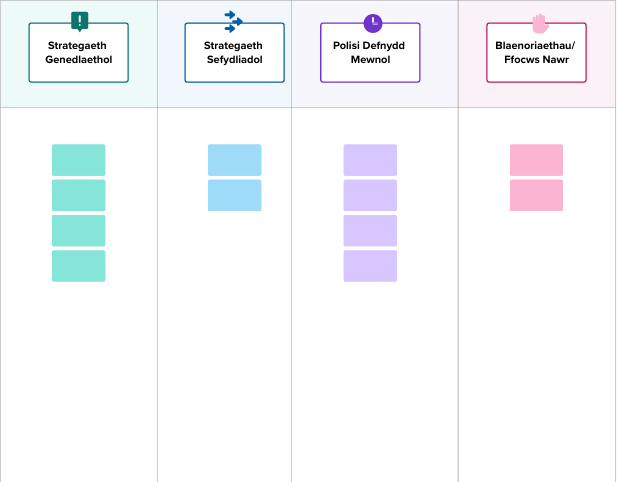 Strategaeth
Genedlaethol
Strategaeth
Sefydliadol
Polisi Defnydd
Mewnol
Blaenoriaethau/
Ffocws Nawr